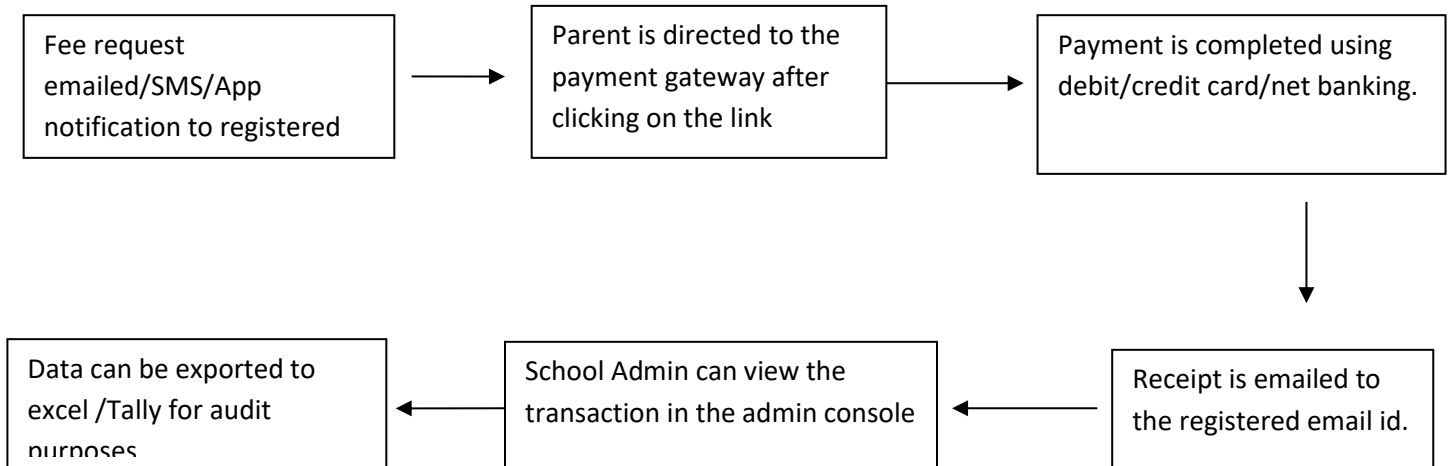 Fee request
emailed/SMS/App
notification to registered
Parent is directed to the
payment gateway after
clicking on the link
Payment is completed using
debit/credit card/net banking.
Receipt is emailed to
the registered email id.
School Admin can view the
transaction in the admin console
Data can be exported to
excel /Tally for audit
purposes